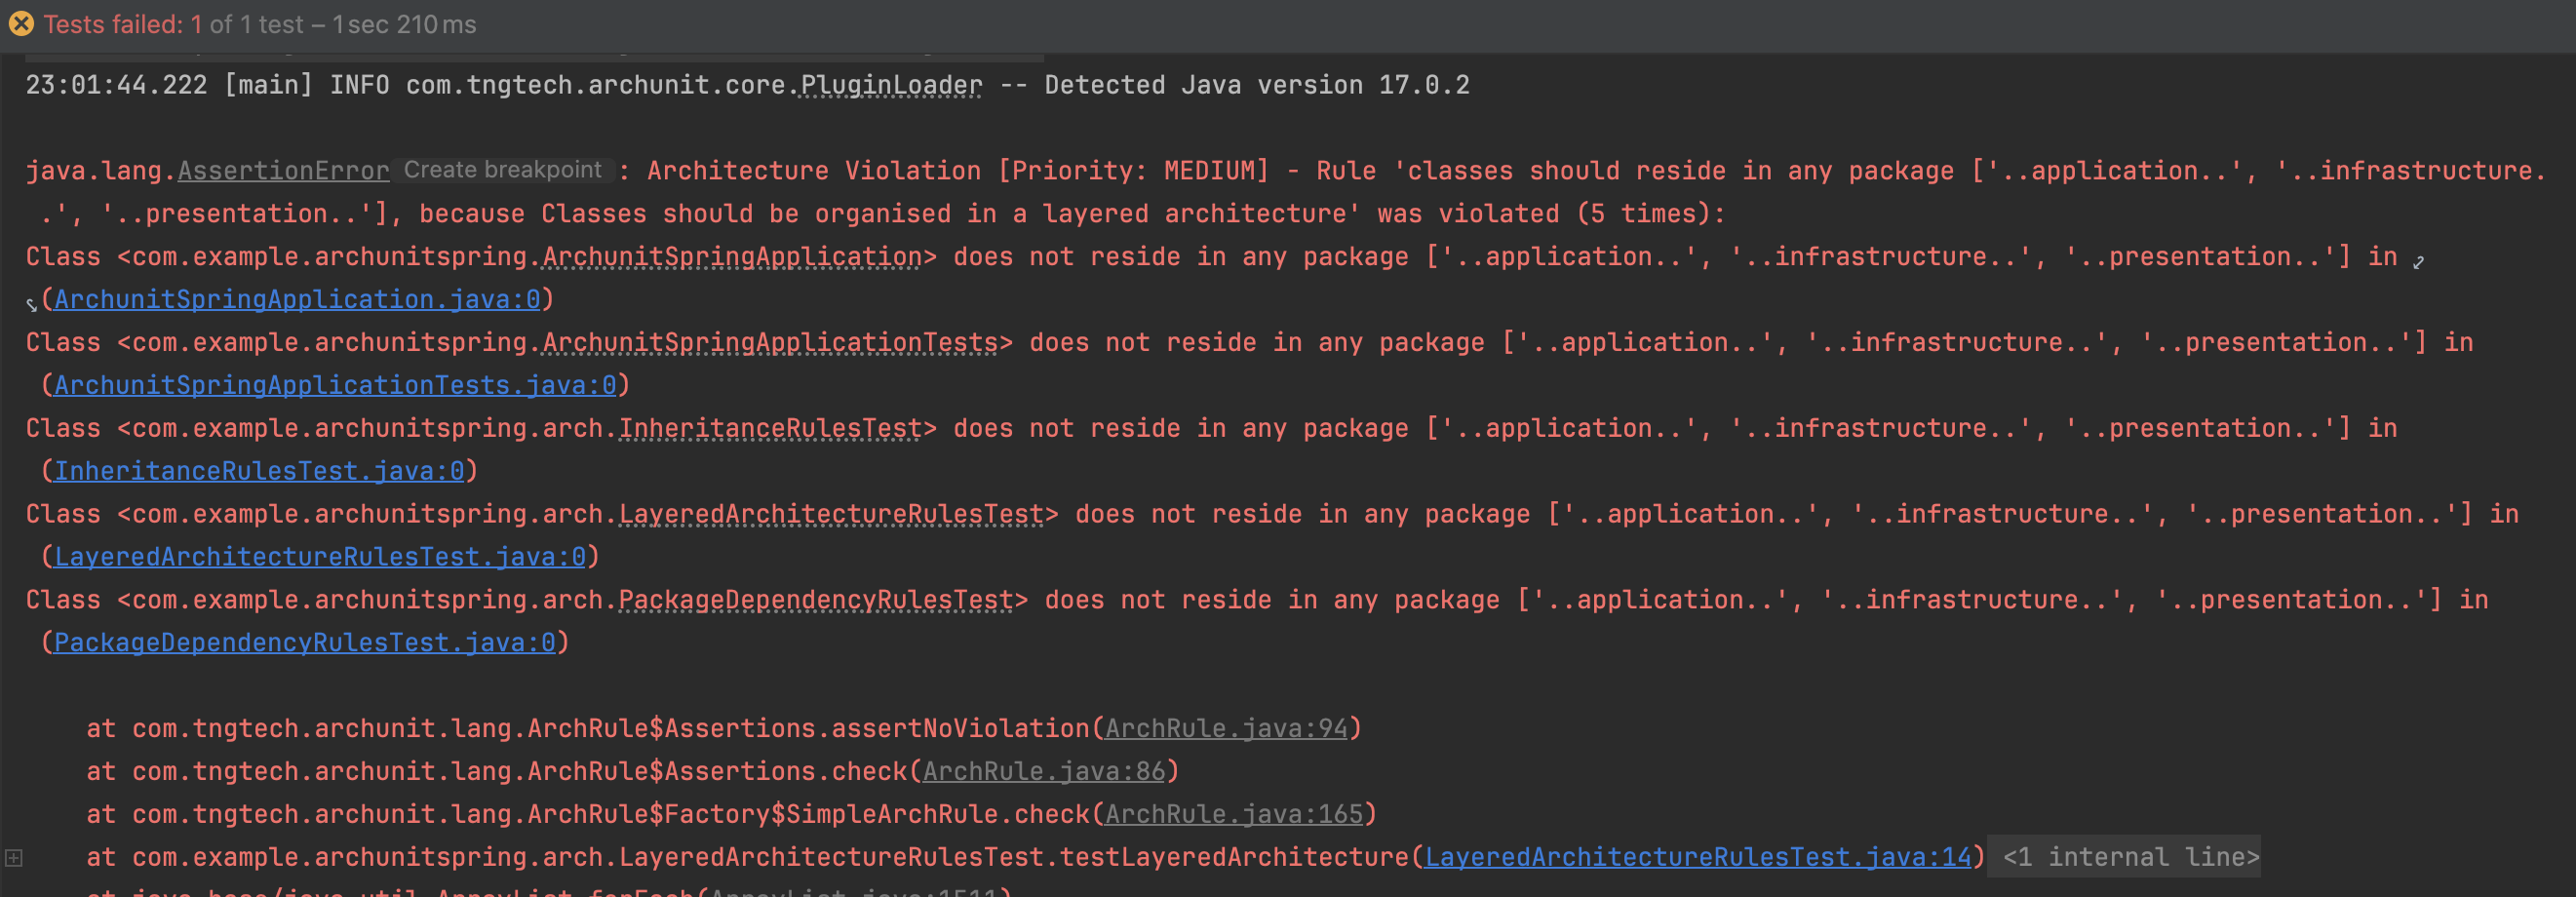 Tests failed: 1 of 1 test – 1 sec 210 ms
23:01:44.222 [main] INFO com.tngtech.archunit.core.PluginLoader -- Detected Java version 17.0.2
java.lang.AssertionError Create breakpoint : Architecture Violation [Priority: MEDIUM] - Rule 'classes should reside in any package ['..application..', '..infrastructure.
.', '..presentation..'], because Classes should be organised in a layered architecture' was violated (5 times):
Class <com.example.archunitspring.ArchunitSpringApplication> does not reside in any package ['..application..', '..infrastructure..', '..presentation..'] in
(ArchunitSpringApplication.java:0)
Class <com.example.archunitspring.ArchunitSpringApplicationTests> does not reside in any package ['..application..', '..infrastructure..', '..presentation..'] in
(ArchunitSpringApplicationTests.java:0)
Class <com.example.archunitspring.arch.InheritanceRulesTest> does not reside in any package ['..application..', '..infrastructure..', '..presentation..'] in
(InheritanceRulesTest.java:0)
Class <com.example.archunitspring.arch.LayeredArchitectureRulesTest> does not reside in any package ['..application..', '..infrastructure..', '..presentation..'] in
(LayeredArchitectureRulesTest.java:0)
Class <com.example.archunitspring.arch.PackageDependencyRulesTest> does not reside in any package ['..application..', '..infrastructure..', '..presentation..'] in
(PackageDependencyRulesTest.java:0)
at com.tngtech.archunit.lang.ArchRule$Assertions.assertNoViolation(ArchRule.java:94)
at com.tngtech.archunit.lang.ArchRule$Assertions.check(ArchRule.java:86)
at com.tngtech.archunit.lang.ArchRule$Factory$SimpleArchRule.check(ArchRule.java:165)
at com.example.archunitspring.arch.LayeredArchitectureRulesTest.testLayeredArchitecture(LayeredArchitectureRulesTest.java:14) <1 internal line>
at java.base/java.util.ArrayList.forEach(ArrayList.java:1511)